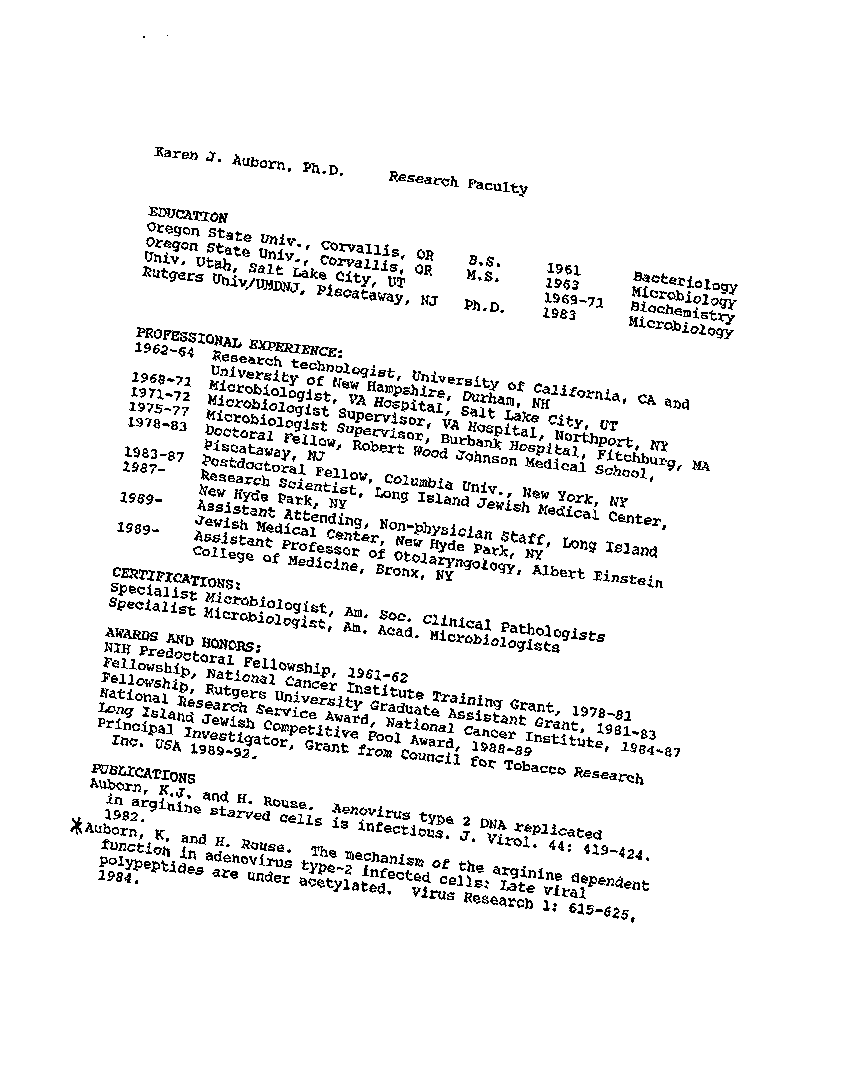 Karen J. Auborn, Ph.D. Research Faculty
EDUCATION
Oregon State Univ., Corvallis, OR B.S. 1961 Bacteriology
Oregon State Univ., Corvallis, OR M.S. 1963 Microbiology
Univ. Utah, Salt Lake City, UT 1969-71 Biochemistry
Rutgers Univ/UMDNJ, Piscataway, NJ Ph.D. 1983 Microbiology
PROFESSIONAL EXPERIENCE:
1962-64 Research technologist, University of California, CA and
University of New Hampshire, Durham, NH
1968-71 Microbiologist, VA Hospital, Salt Lake City, UT
1971-72 Microbiologist Supervisor, VA Hospital, Northport, NY
1975-77 Microbiologist Supervisor, Burbank Hospital, Fitchburg, MA
1978-83 Doctoral Fellow, Robert Wood Johnson Medical School,
Piscataway, NJ
1983-87 Postdoctoral Fellow, Columbia Univ., New York, NY
1987- Research Scientist, Long Island Jewish Medical Center,
New Hyde Park, NY
1989- Assistant Attending, Non-physician Staff, Long Island
Jewish Medical Center, New Hyde Park, NY
1989- Assistant Professor of Otolaryngology, Albert Einstein
College of Medicine, Bronx, NY
CERTIFICATIONS:
Specialist Microbiologist, Am. Soc. Clinical Pathologists
Specialist Microbiologist, Am. Acad. Microbiologists
AWARDS AND HONORS:
NIH Predoctoral Fellowship, 1961-62
Fellowship, National Cancer Institute Training Grant, 1978-81
Fellowship, Rutgers University Graduate Assistant Grant, 1981-83
National Research Service Award, National Cancer Institute, 1984-87
Long Island Jewish Competitive Pool Award, 1988-89
Principal Investigator, Grant from Council for Tobacco Research
Inc. USA 1989-92.
PUBLICATIONS
Auborn, K.J. and H. Rouse. Aenovirus type 2 DNA replicated
in arginine starved cells is infectious. J. Virol. 44: 419-424.
1982.
Auborn, K. and H. Rouse. The mechanism of the arginine dependent
function in adenovirus type-2 infected cells: Late viral
polypeptides are under acetylated. Virus Research 1: 615-625,
1984.